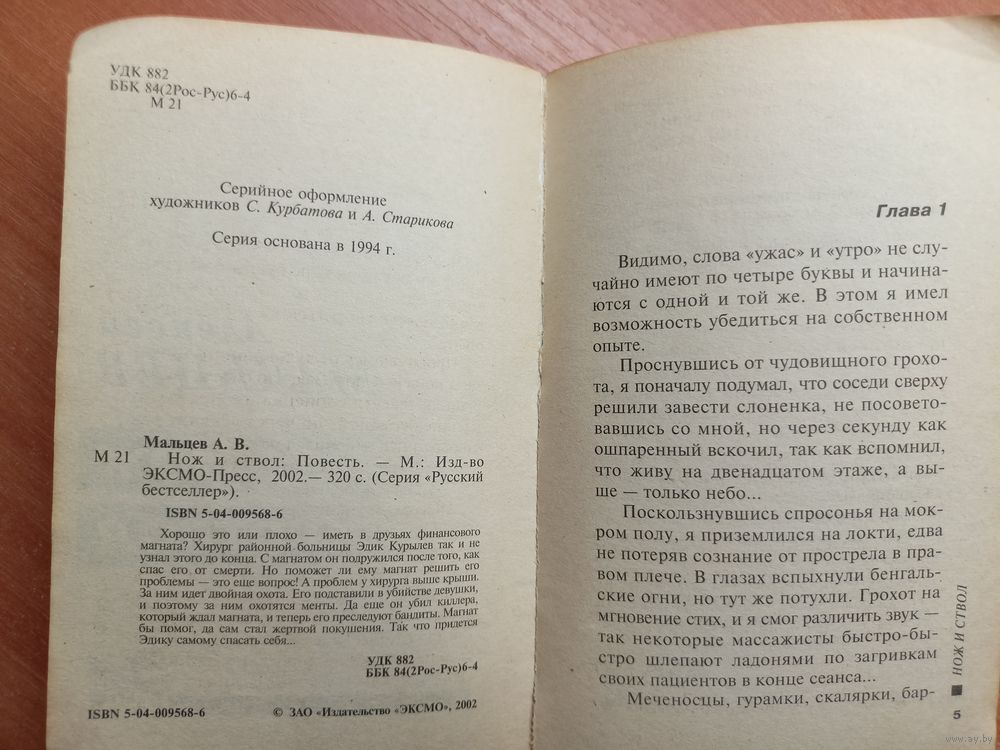 УДК 882
ББК 84(2Рос-Рус)6-4
М 21
Серийное оформление
художников С. Курбатова и А. Старикова
Серия основана в 1994 г.
Мальцев А. В.
М 21 Нож и ствол: Повесть. — М.: Изд-во
ЭКСМО-Пресс, 2002.— 320 с. (Серия «Русский
бестселлер»).
ISBN 5-04-009568-6
Хорошо это или плохо — иметь в друзьях финансового
магната? Хирург районной больницы Эдик Курылев так и не
узнал этого до конца. С магнатом он подружился после того, как
спас его от смерти. Но поможет ли ему магнат решить его
проблемы — это еще вопрос! А проблем у хирурга выше крыши.
За ним идет двойная охота. Его подставили в убийстве девушки,
и поэтому за ним охотятся менты. Да еще он убил киллера,
который ждал магната, и теперь его преследуют бандиты. Магнат
бы помог, да сам стал жертвой покушения. Так что придется
Эдику самому спасать себя...
УДК 882
ББК 84(2Рос-Рус)6-4
ISBN 5-04-009568-6
© ЗАО «Издательство «ЭКСМО», 2002
Глава 1
Видимо, слова «ужас» и «утро» не слу-
чайно имеют по четыре буквы и начина-
ются с одной и той же. В этом я имел
возможность убедиться на собственном
опыте.
Проснувшись от чудовищного грохо-
та, я поначалу подумал, что соседи сверху
решили завести слоненка, не посовето-
вавшись со мной, но через секунду как
ошпаренный вскочил, так как вспомнил,
что живу на двенадцатом этаже, а вы-
ше — только небо...
Поскользнувшись спросонья на мок-
ром полу, я приземлился на локти, едва
не потеряв сознание от прострела в пра-
вом плече. В глазах вспыхнули бенгаль-
ские огни, но тут же потухли. Грохот на
мгновение стих, и я смог различить звук —
так некоторые массажисты быстро-бы-
стро шлепают ладонями по загривкам
своих пациентов в конце сеанса...
Меченосцы, гурамки, скалярки, бар-
НОЖ И СТВОЛ
5
www.ay.by